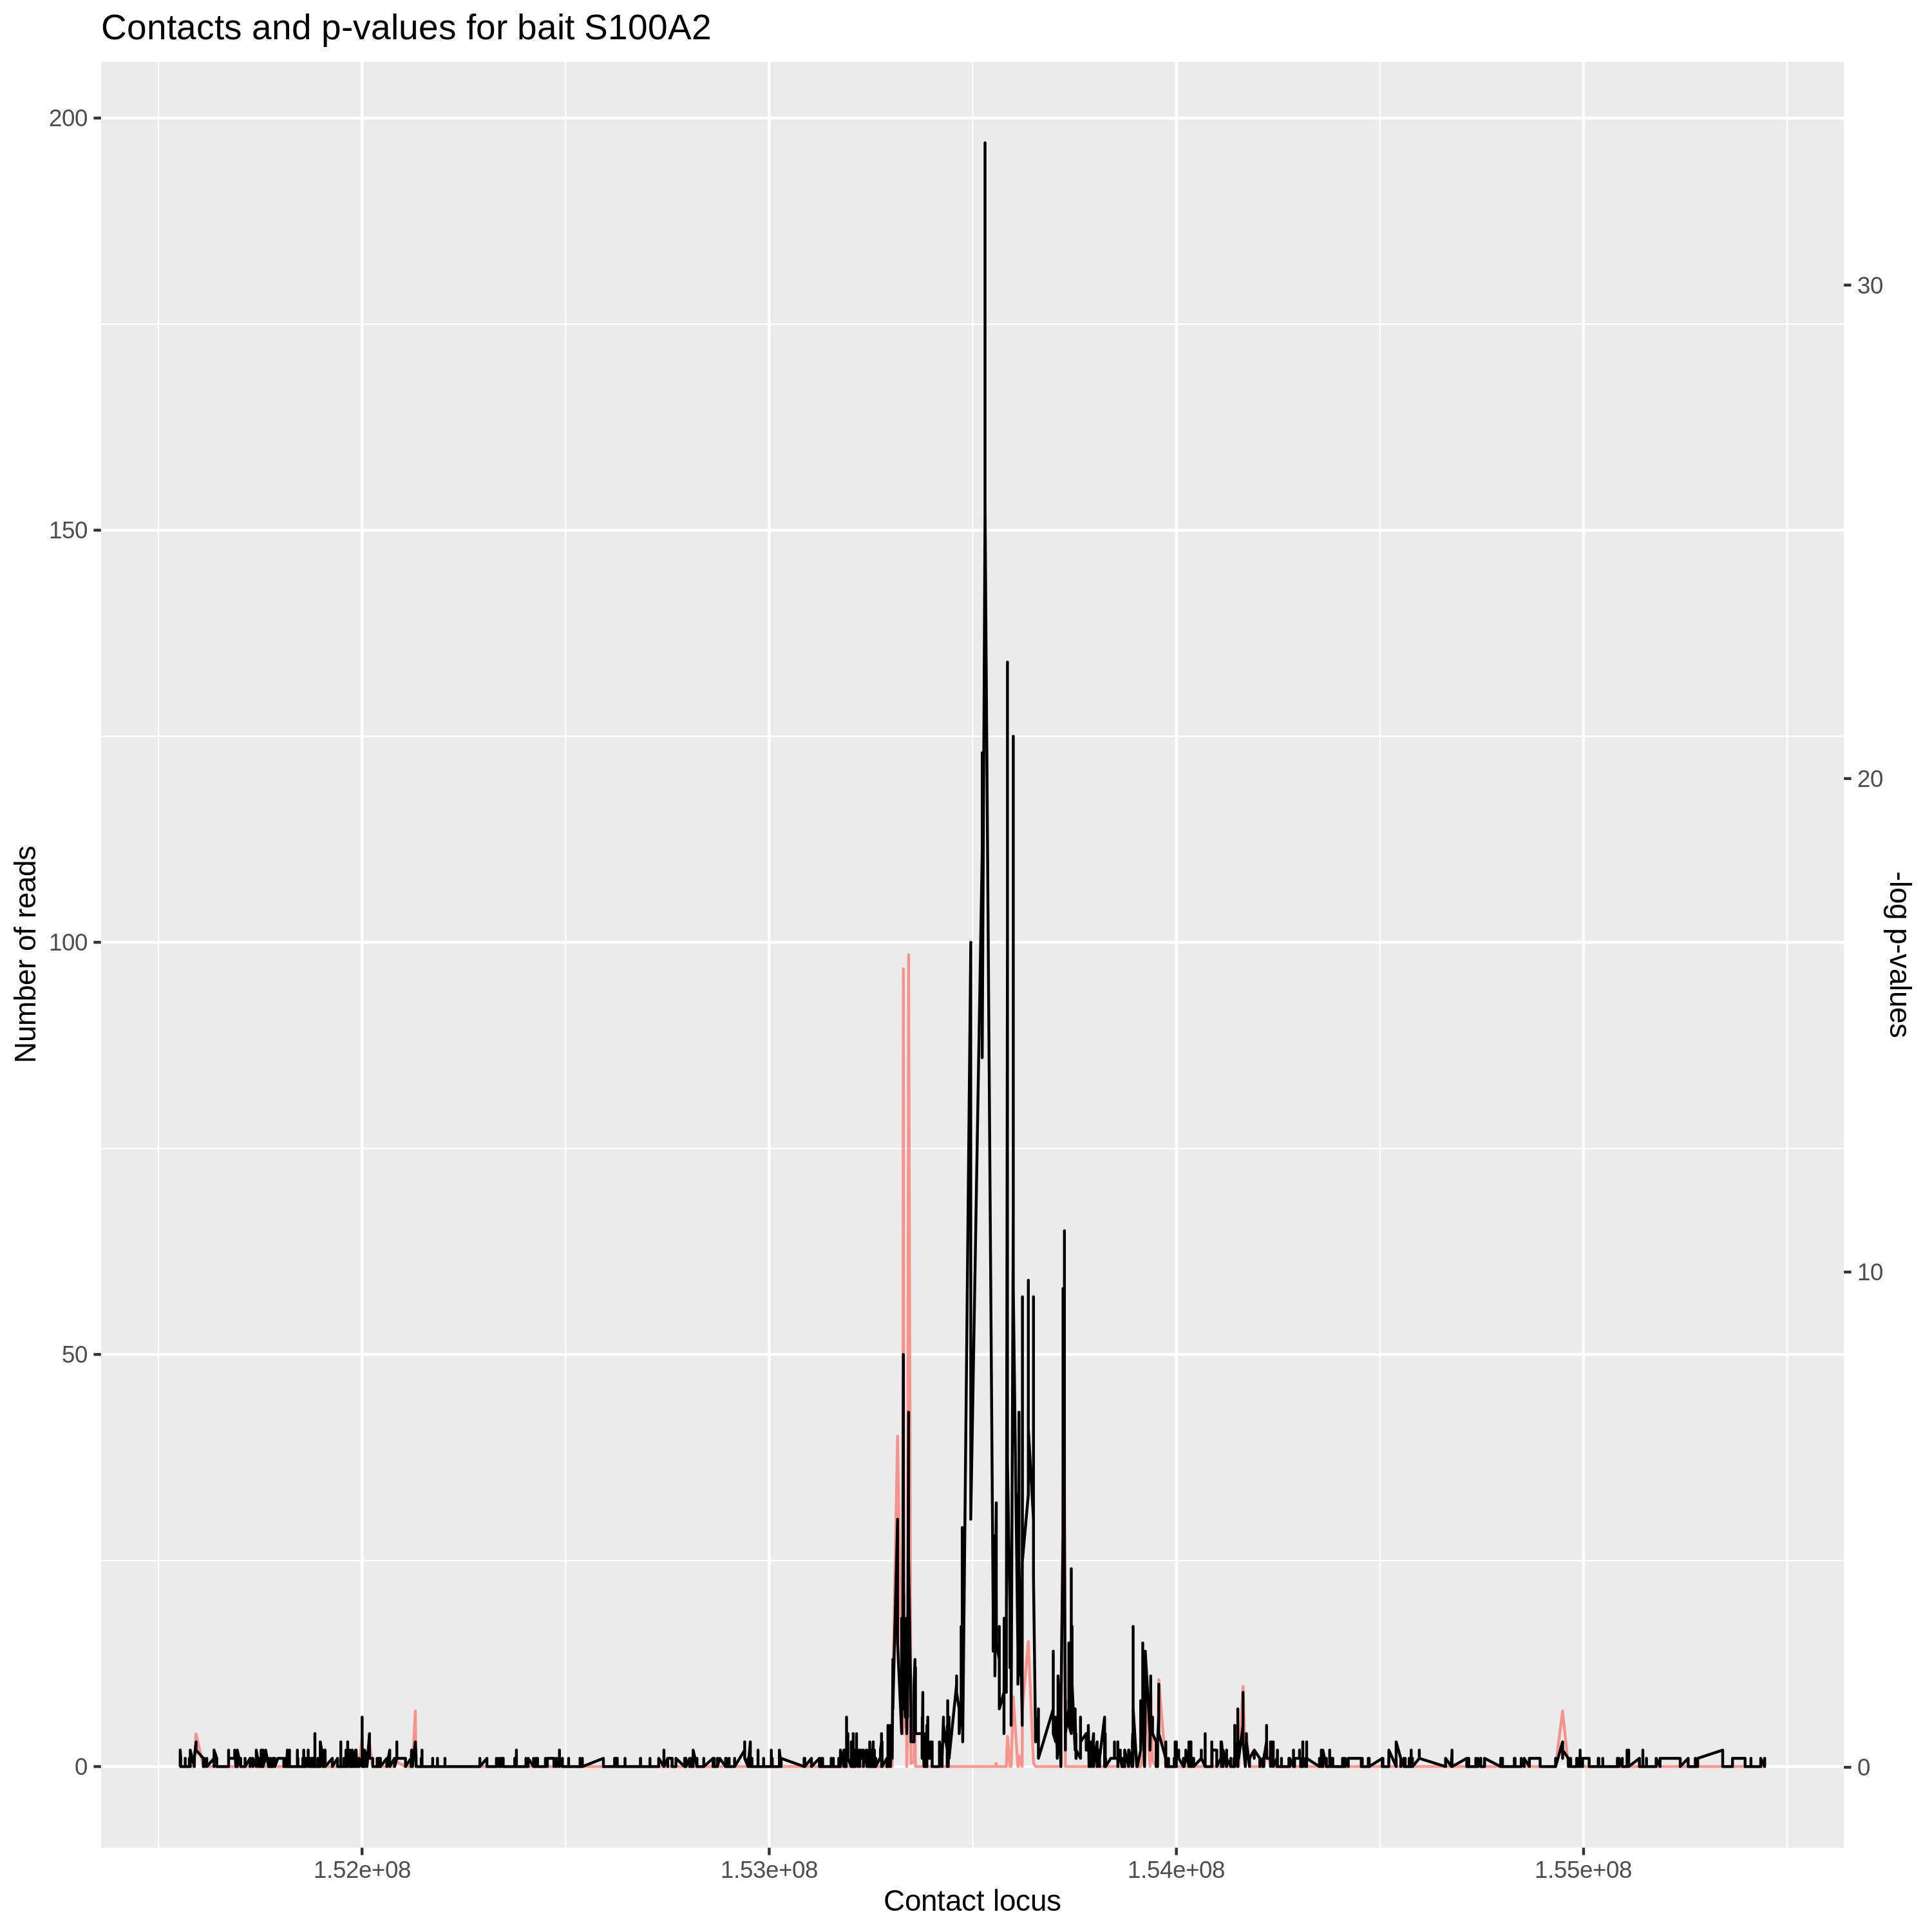 Contacts and p-values for bait S100A2
200
150
100
50
0
Number of reads
30
20
10
0
-log p-values
1.52e+08
1.53e+08
1.54e+08
1.55e+08
Contact locus